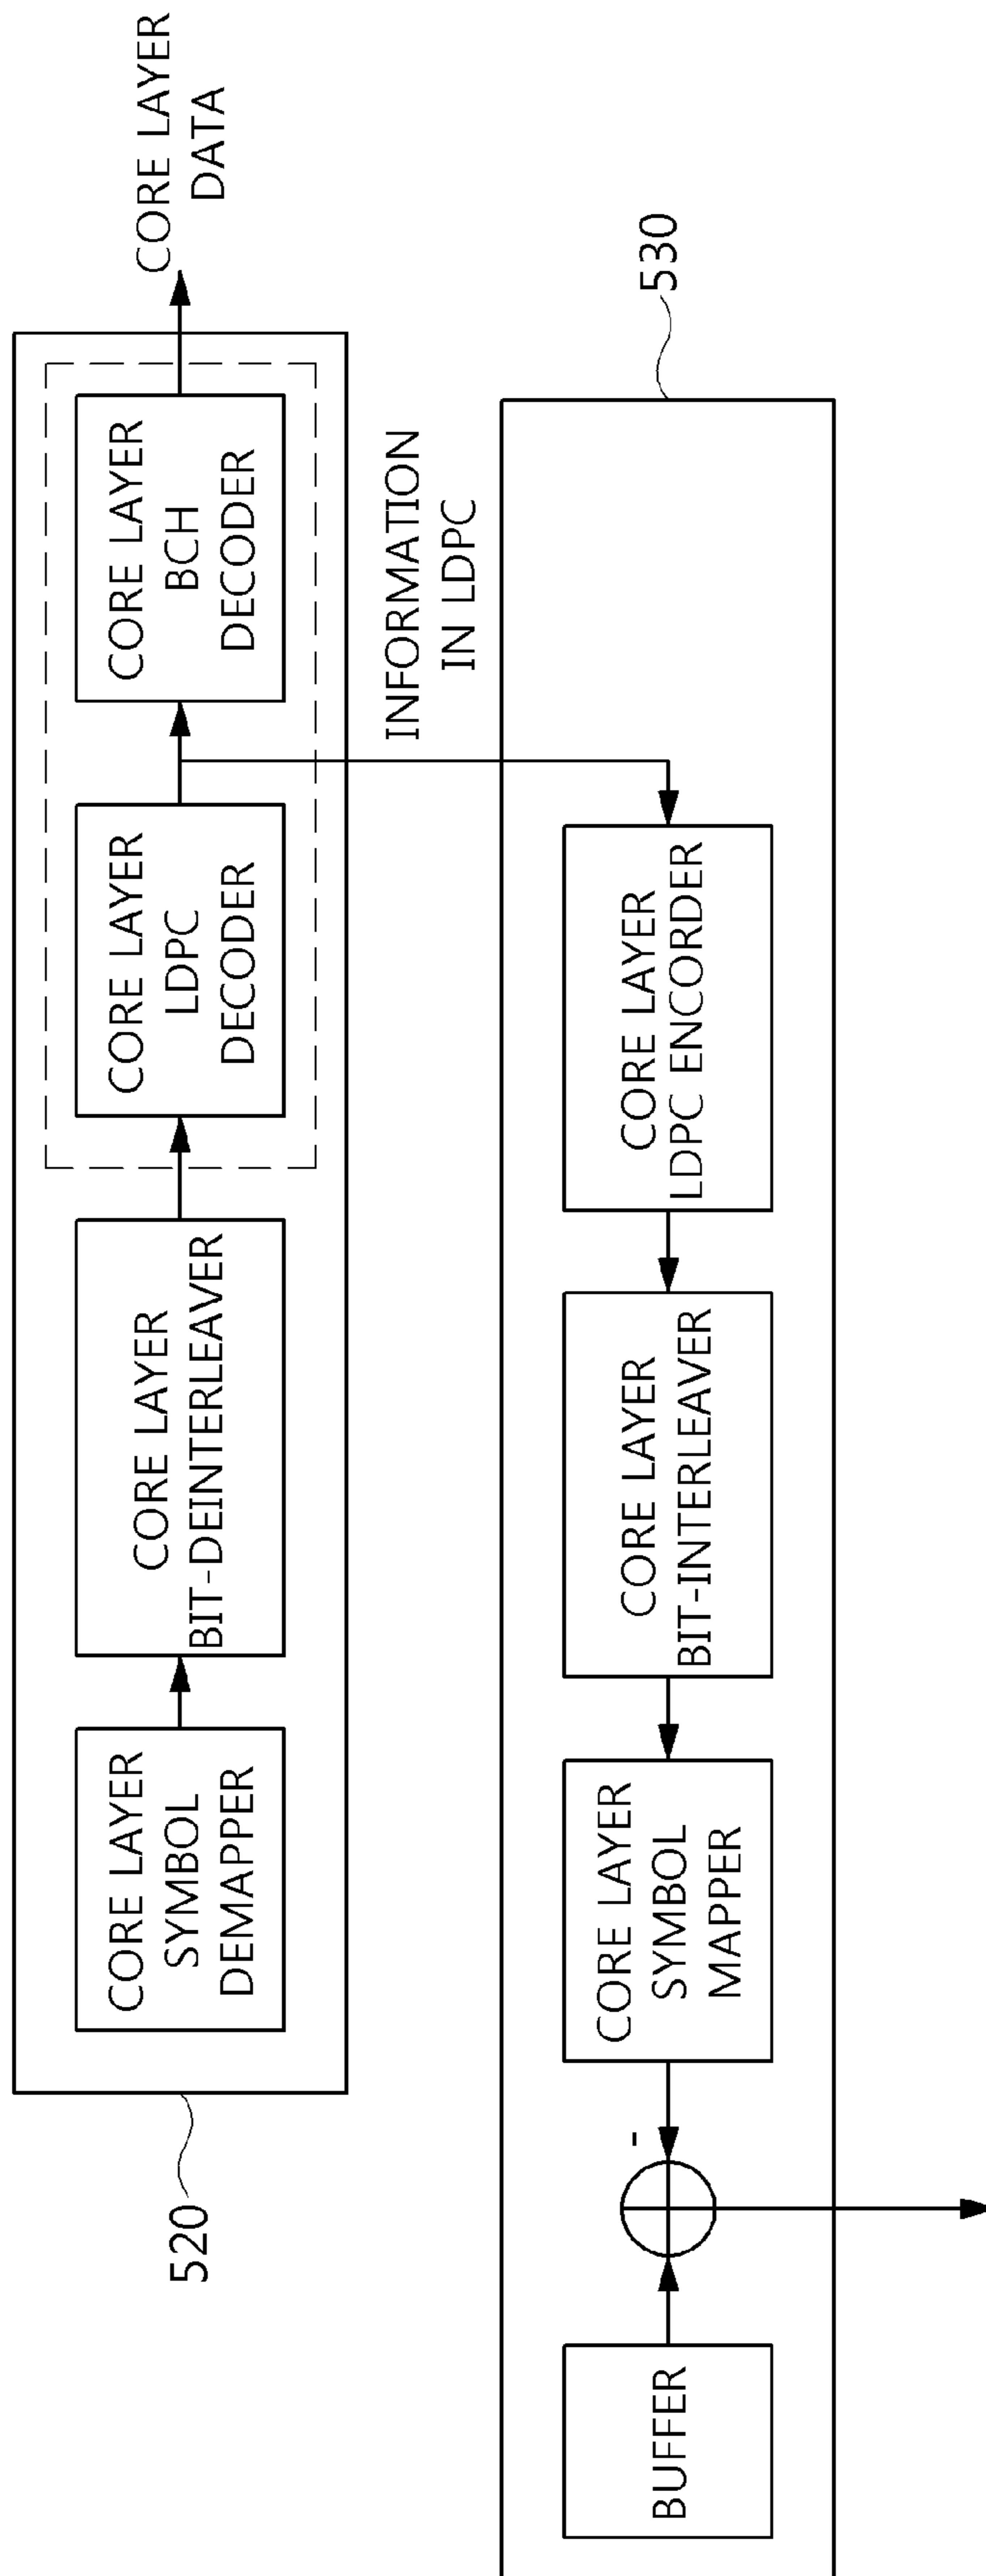 520
CORE LAYER
SYMBOL
DEMAPPER
CORE LAYER
BIT-DEINTERLEAVER
CORE LAYER
LDPC
DECODER
CORE LAYER
BCH
DECODER
CORE LAYER
DATA
INFORMATION
IN LDPC
530
BUFFER
-
CORE LAYER
SYMBOL
MAPPER
CORE LAYER
BIT-INTERLEAVER
CORE LAYER
LDPC ENCORDER